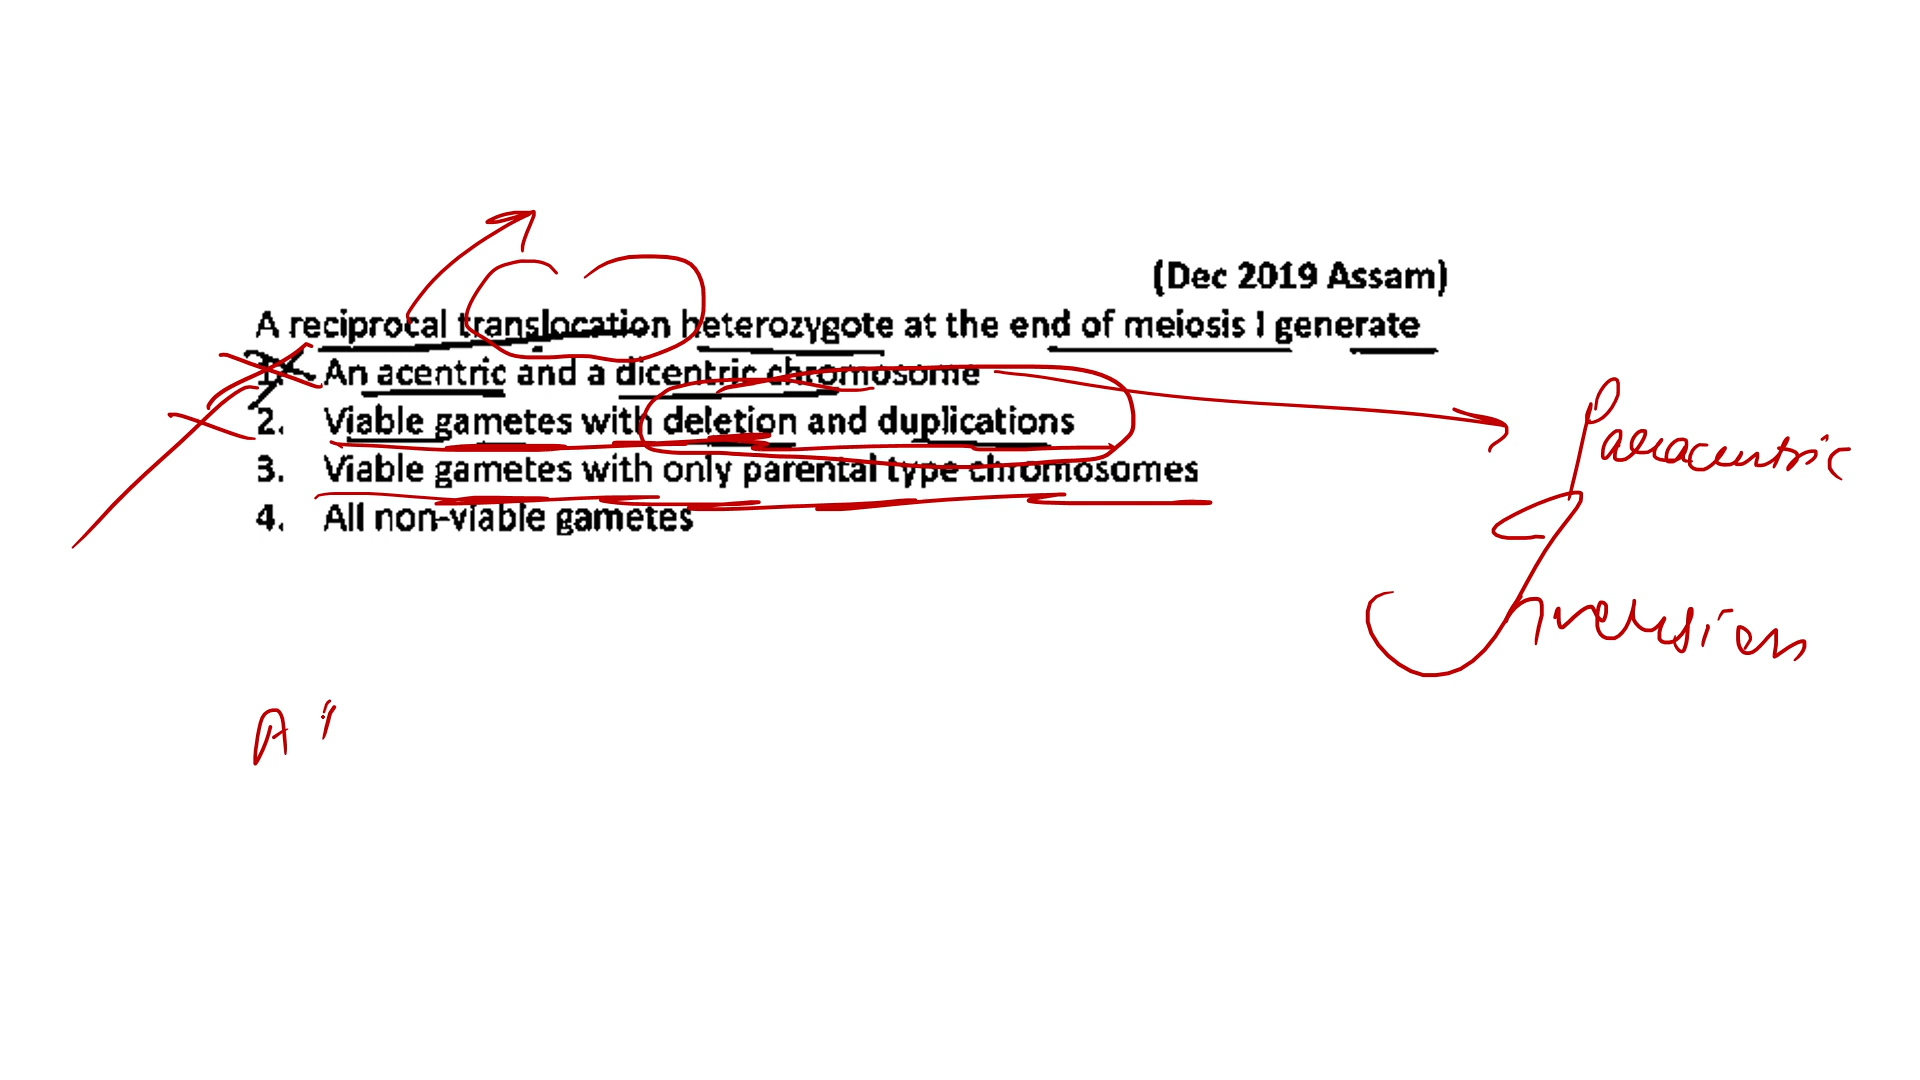 (Dec 2019 Assam)
A reciprocal translocation heterozygote at the end of meiosis I generate
1. An acentric and a dicentric chromosome
2. Viable gametes with deletion and duplications
3. Viable gametes with only parental type chromosomes
4. All non-viable gametes
Paracentric
Inversion
A